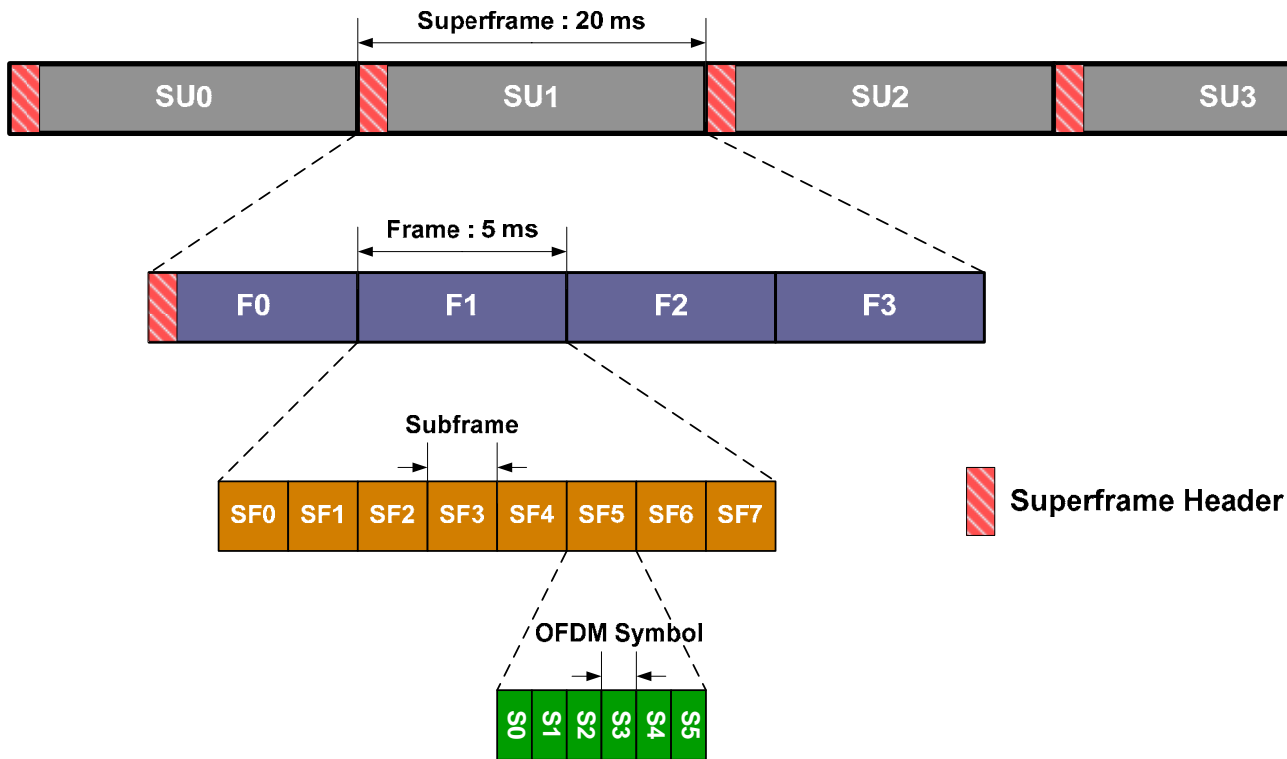 Superframe : 20 ms
SU0 SU1 SU2 SU3
Frame : 5 ms
F0 F1 F2 F3
Subframe
SF0 SF1 SF2 SF3 SF4 SF5 SF6 SF7
Superframe Header
OFDM Symbol
S0 S1 S2 S3 S4 S5